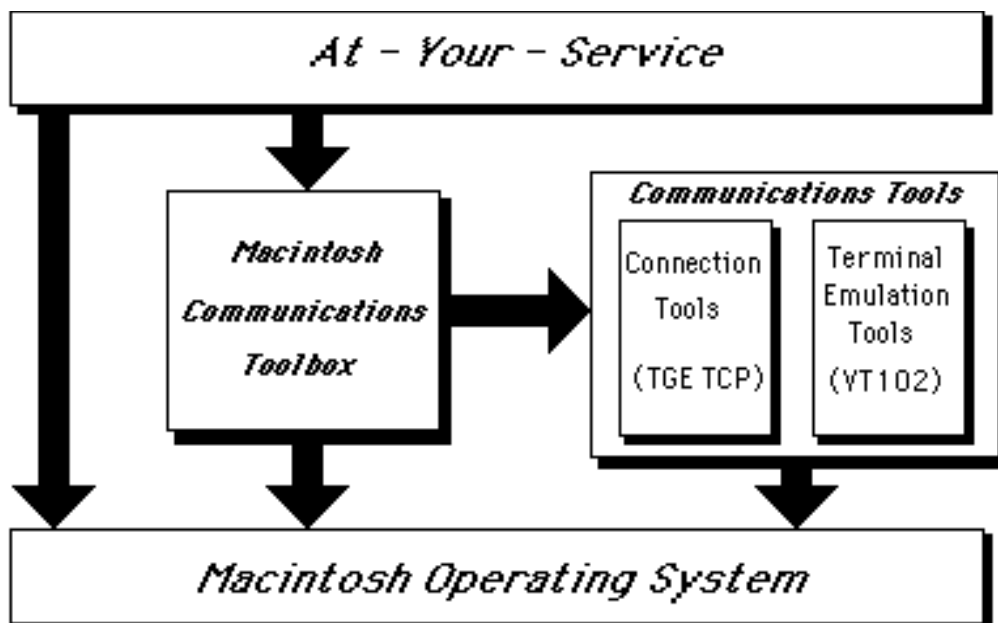 At - Your - Service
Macintosh
Communications
Toolbox
Communications Tools
Connection
Tools
(TGE TCP)
Terminal
Emulation
Tools
(VT102)
Macintosh Operating System